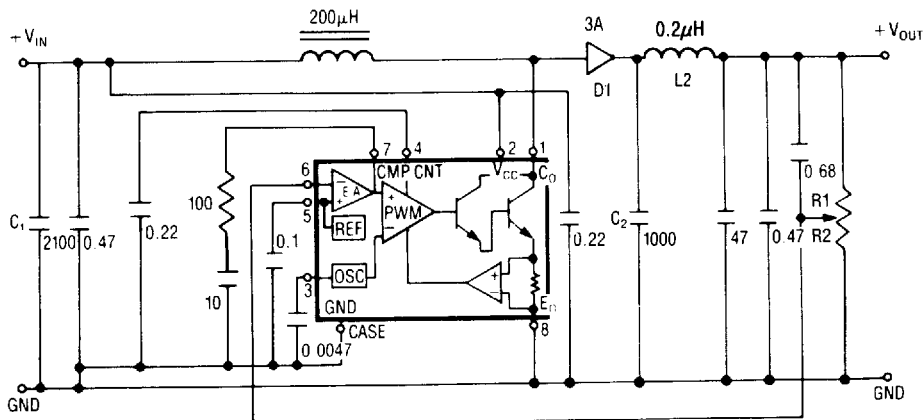 200μH
+VIN
3A
0.2μH
+VOUT
D1
L2
7
4
2
1
6
CMP CNT
VCC
CO
−
EA
+
5
+
PWM
−
100
REF
C1
2100
0.47
0.22
0.1
0.22
C2
1000
47
0.47
0 68
R1
R2
OSC
3
+
−
10
GND
EO
CASE
8
0 0047
GND
GND